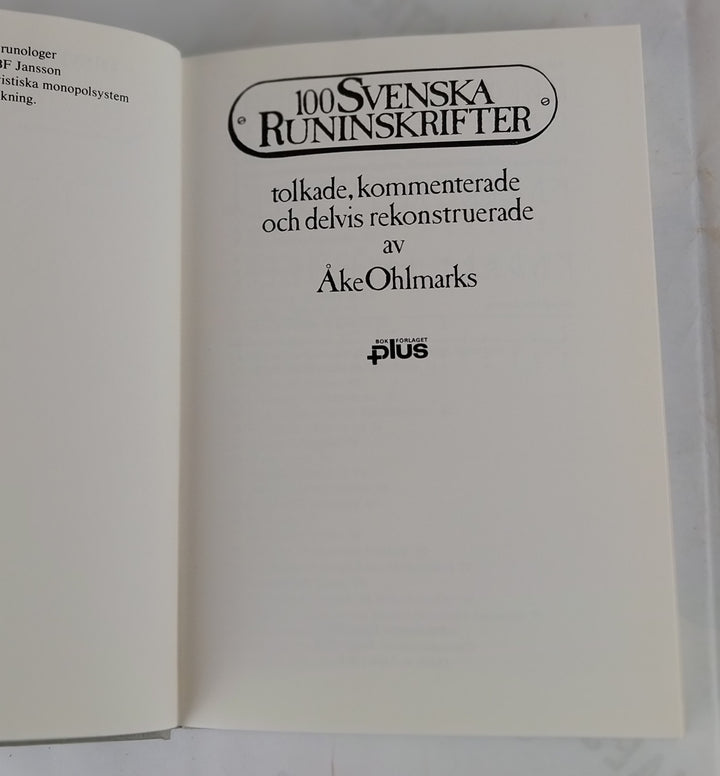 runologer
BF Jansson
istiska monopolsystem
kning.
100 SVENSKA
RUNINSKRIFTER
tolkade, kommenterade
och delvis rekonstruerade
av
Åke Ohlmarks
BOKFÖRLAGET
plus